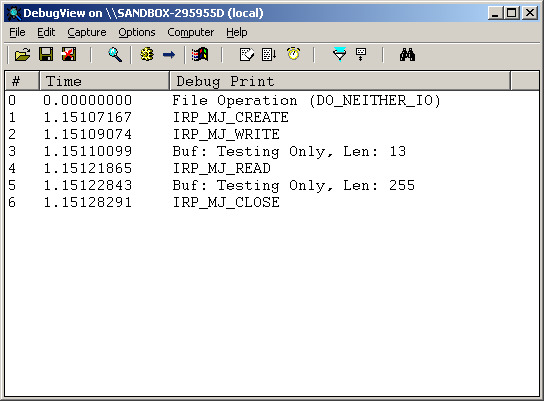 DebugView on \\SANDBOX-295955D (local)
File Edit Capture Options Computer Help
# Time Debug Print
0 0.00000000 File Operation (DO_NEITHER_IO)
1 1.15107167 IRP_MJ_CREATE
2 1.15109074 IRP_MJ_WRITE
3 1.15110099 Buf: Testing Only, Len: 13
4 1.15121865 IRP_MJ_READ
5 1.15122843 Buf: Testing Only, Len: 255
6 1.15128291 IRP_MJ_CLOSE